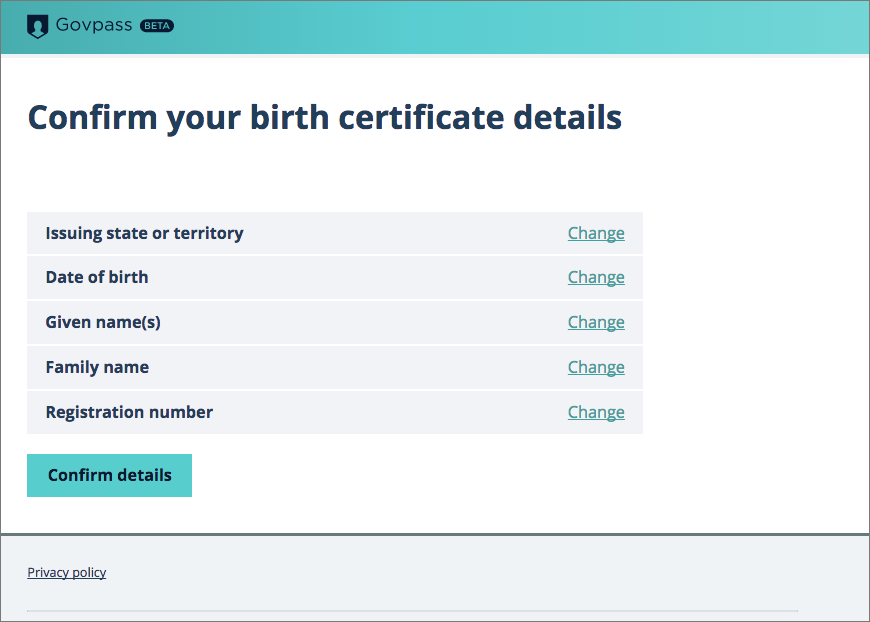 Govpass BETA
Confirm your birth certificate details
Issuing state or territory Change
Date of birth Change
Given name(s) Change
Family name Change
Registration number Change
Confirm details
Privacy policy